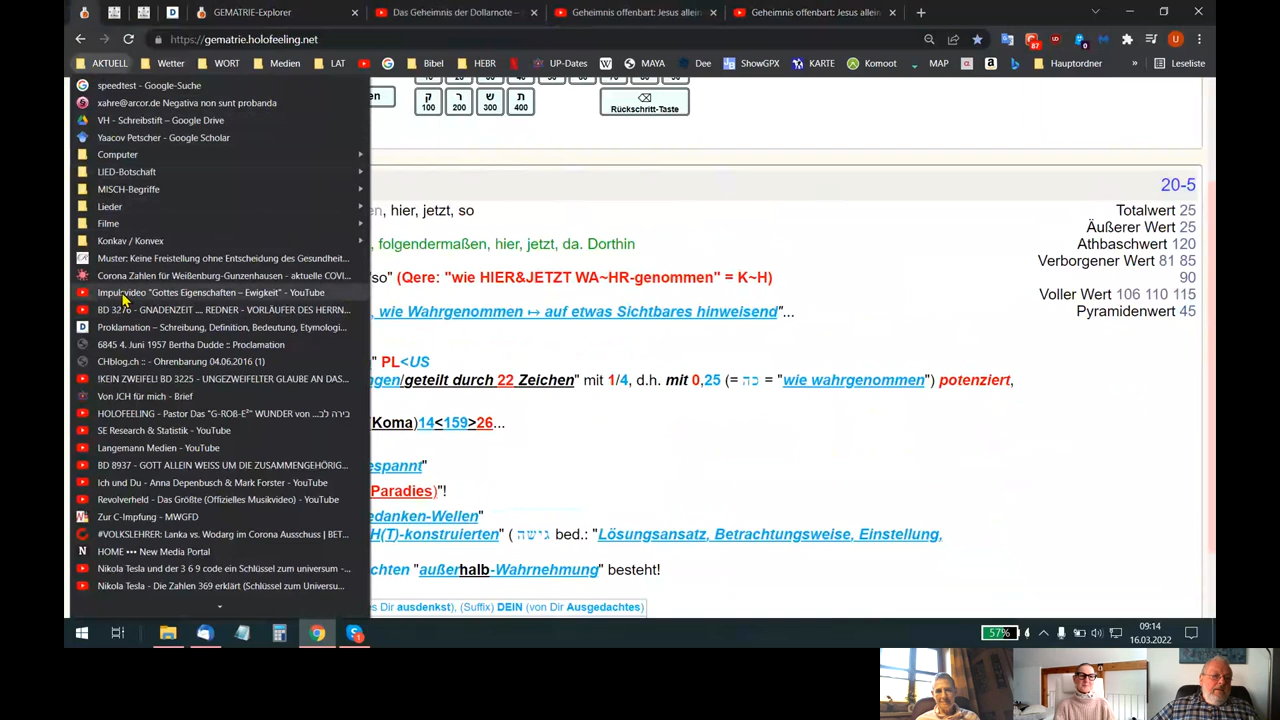 GEMATRIE-Explorer
Das Geheimnis der Dollarnote –
Geheimnis offenbart: Jesus allein
Geheimnis offenbart: Jesus allein
https://gematrie.holofeeling.net
87
U
AKTUELL Wetter WORT Medien LAT Bibel HEBR UP-Dates MAYA Dee ShowGPX KARTE Komoot MAP Hauptordner » Leseliste
speedtest - Google-Suche
xahre@arcor.de Negativa non sunt probanda
VH - Schreibstift – Google Drive
Yaacov Petscher - Google Scholar
Computer
LIED-Botschaft
MISCH-Begriffe
Lieder
Filme
Konkav / Konvex
Muster: Keine Freistellung ohne Entscheidung des Gesundheit...
Corona Zahlen für Weißenburg-Gunzenhausen - aktuelle COVI...
Impulsvideo "Gottes Eigenschaften – Ewigkeit" - YouTube
BD 3276 - GNADENZEIT .... REDNER - VORLÄUFER DES HERRN...
Proklamation – Schreibung, Definition, Bedeutung, Etymologi...
6845 4. Juni 1957 Bertha Dudde :: Proclamation
CHblog.ch :: - Ohrenbarung 04.06.2016 (1)
!KEIN ZWEIFEL! BD 3225 - UNGEZWEIFELTER GLAUBE AN DAS...
Von JCH für mich - Brief
HOLOFEELING - Pastor Das "G-ROß-E²" WUNDER von ...בירה לב
SE Research & Statistik - YouTube
Langemann Medien - YouTube
BD 8937 - GOTT ALLEIN WEISS UM DIE ZUSAMMENGEHÖRIG...
Ich und Du - Anna Depenbusch & Mark Forster - YouTube
Revolverheld - Das Größte (Offizielles Musikvideo) - YouTube
Zur C-Impfung - MWGFD
#VOLKSLEHRER: Lanka vs. Wodarg im Corona Ausschuss | BET...
HOME ••• New Media Portal
Nikola Tesla und der 3 6 9 code ein Schlüssel zum universum -...
Nikola Tesla - Die Zahlen 369 erklärt (Schlüssel zum Universu...
en
ק 100 ר 200 ש 300 ת 400 Rückschritt-Taste
20-5
en, hier, jetzt, so
, folgendermaßen, hier, jetzt, da. Dorthin
/so" (Qere: "wie HIER&JETZT WA~HR-genommen" = K~H)
, wie Wahrgenommen ↦ auf etwas Sichtbares hinweisend"...
" PL<US
ngen/geteilt durch 22 Zeichen" mit 1/4, d.h. mit 0,25 (= כה = "wie wahrgenommen") potenziert,
(Koma)14<159>26...
espannt"
Paradies)"!
edanken-Wellen"
H(T)-konstruierten" ( גישה bed.: "Lösungsansatz, Betrachtungsweise, Einstellung,
chten "außerhalb-Wahrnehmung" besteht!
es Dir ausdenkst), (Suffix) DEIN (von Dir Ausgedachtes)
Totalwert 25
Äußerer Wert 25
Athbaschwert 120
Verborgener Wert 81 85
90
Voller Wert 106 110 115
Pyramidenwert 45
57%
09:14
16.03.2022